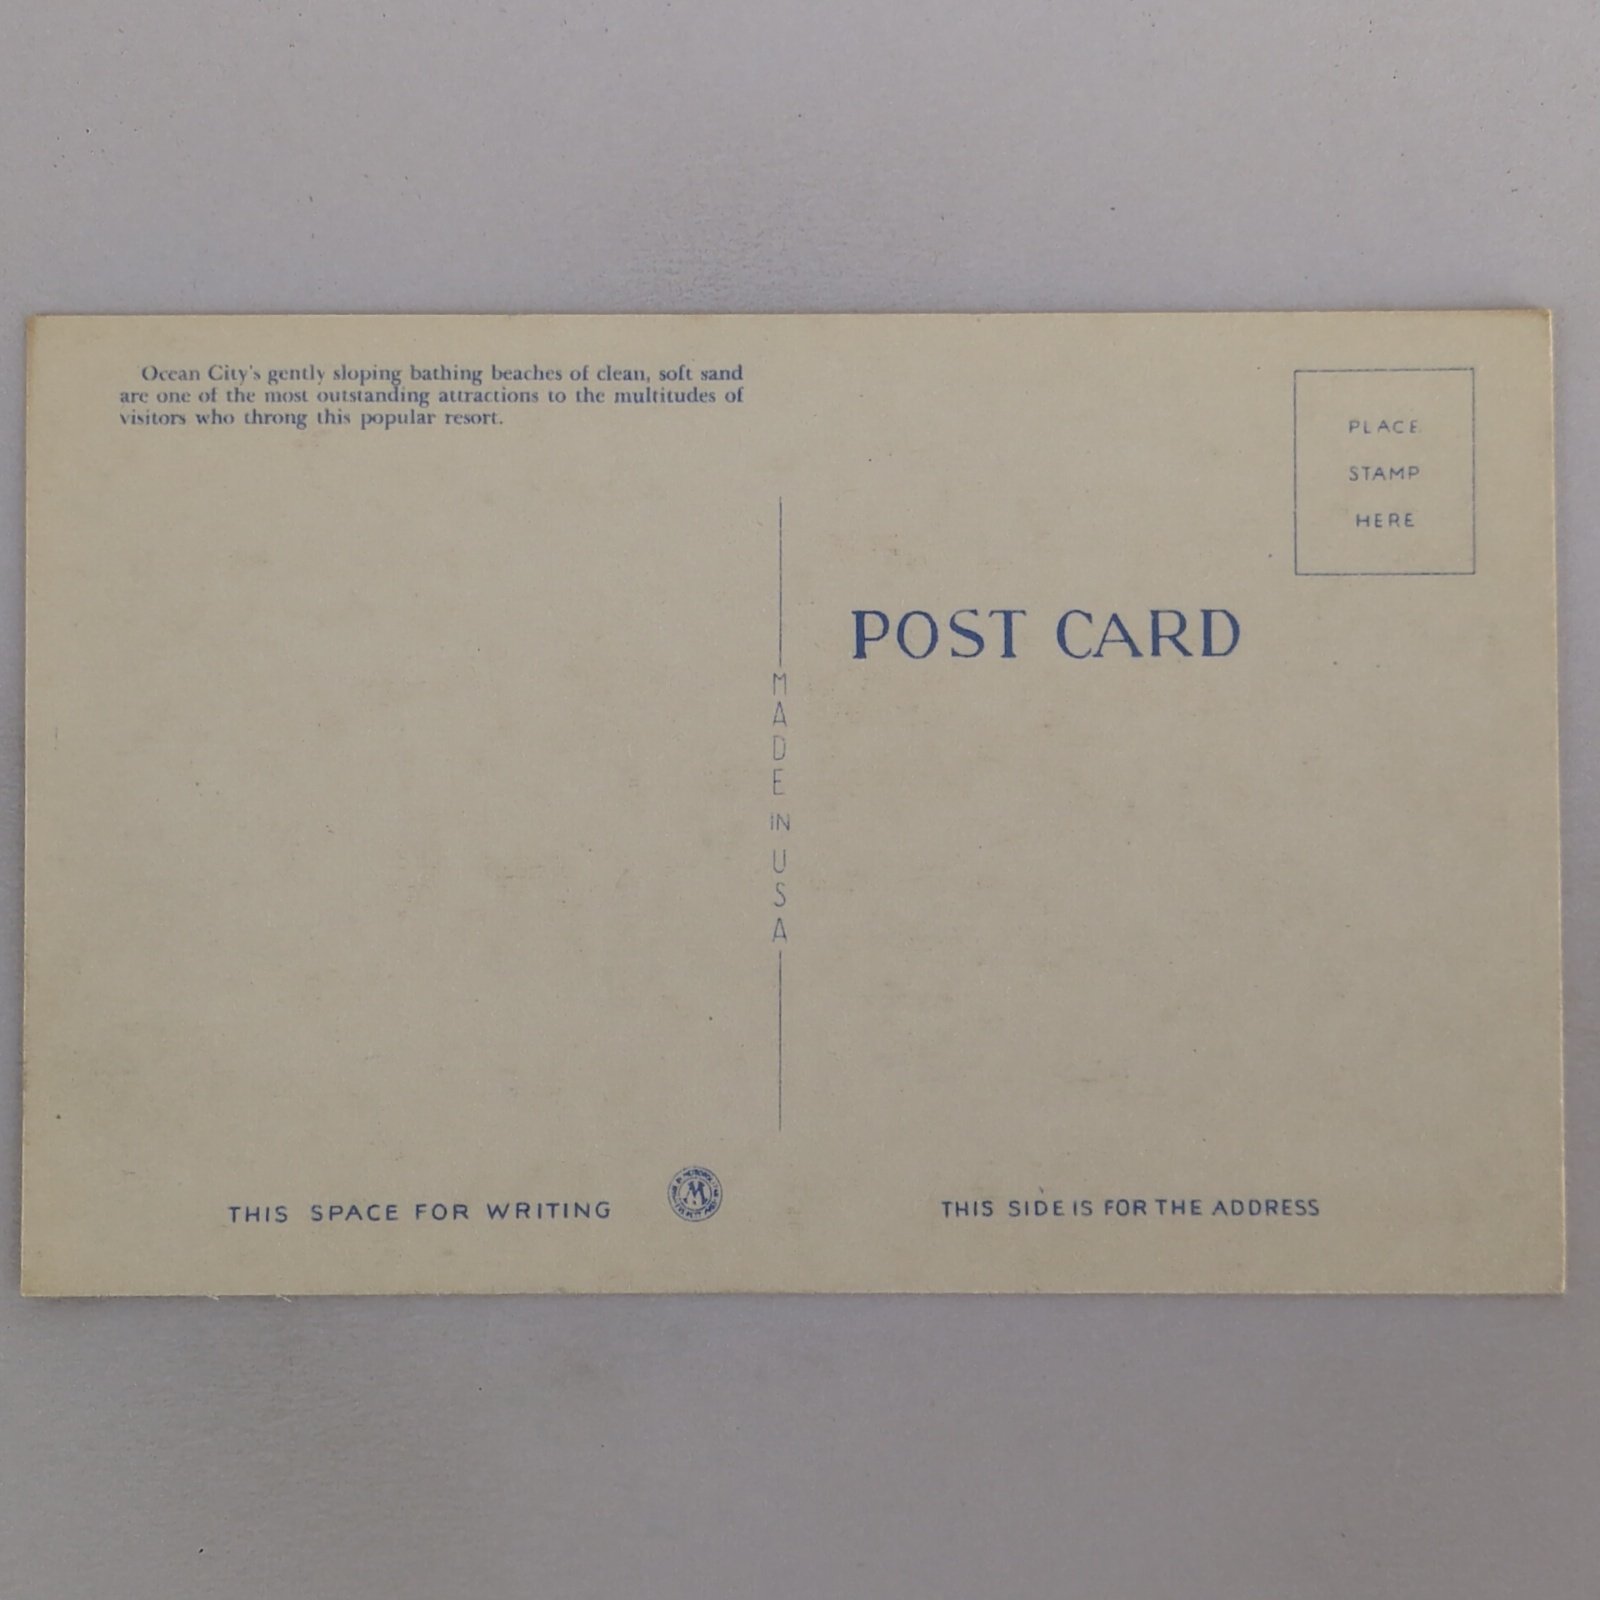 Ocean City's gently sloping bathing beaches of clean, soft sand
are one of the most outstanding attractions to the multitudes of
visitors who throng this popular resort.
PLACE
STAMP
HERE
POST CARD
MADE IN USA
THIS SPACE FOR WRITING
M
THIS SIDE IS FOR THE ADDRESS